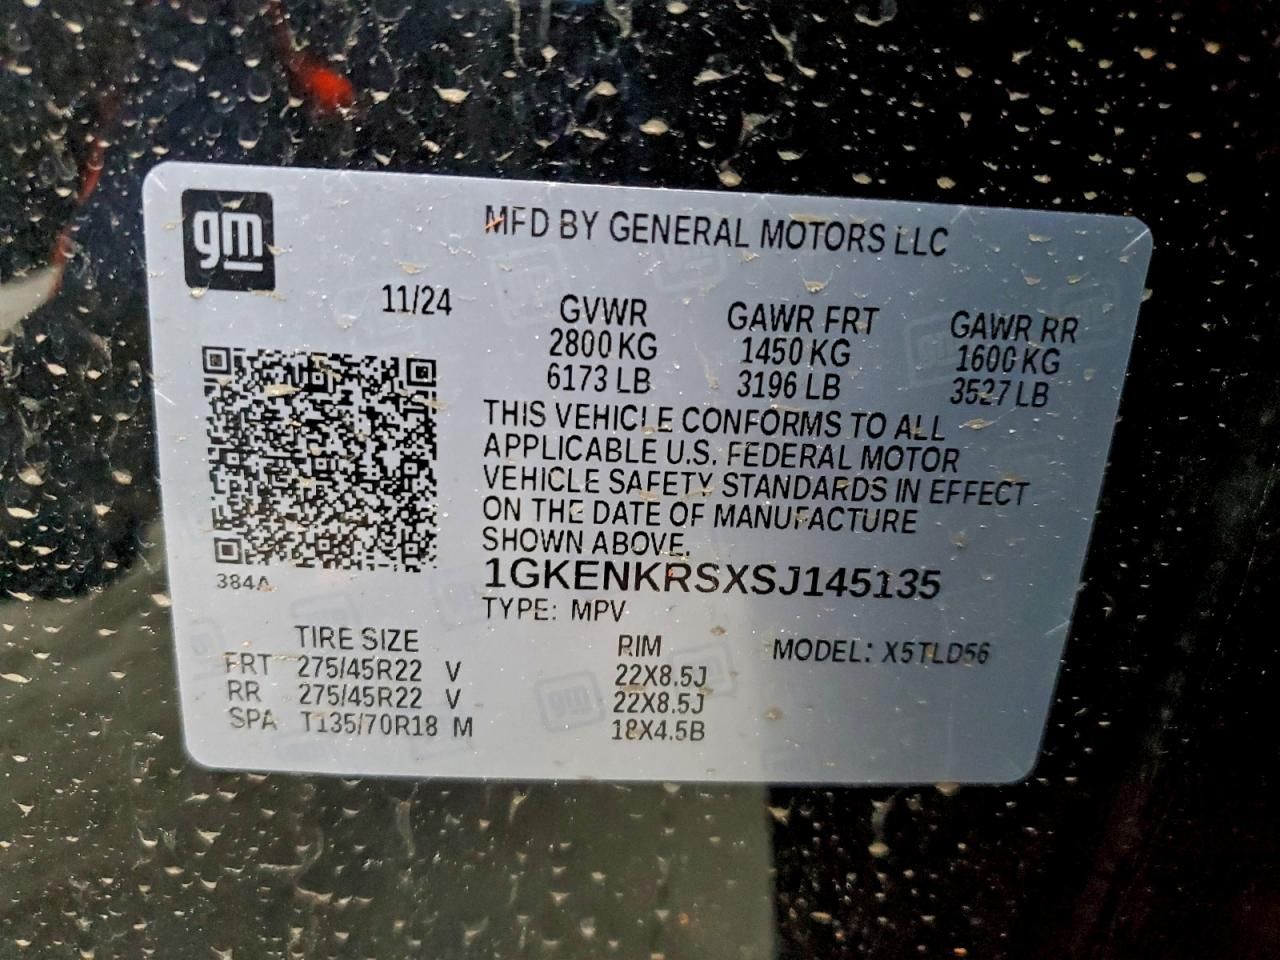 gm
MFD BY GENERAL MOTORS LLC
11/24
GVWR GAWR FRT GAWR RR
2800 KG 1450 KG 1600 KG
6173 LB 3196 LB 3527 LB
THIS VEHICLE CONFORMS TO ALL
APPLICABLE U.S. FEDERAL MOTOR
VEHICLE SAFETY STANDARDS IN EFFECT
ON THE DATE OF MANUFACTURE
SHOWN ABOVE.
384A
1GKENKRSXSJ145135
TYPE: MPV
TIRE SIZE RIM MODEL: X5TLD56
FRT 275/45R22 V 22X8.5J
RR 275/45R22 V 22X8.5J
SPA T135/70R18 M 18X4.5B